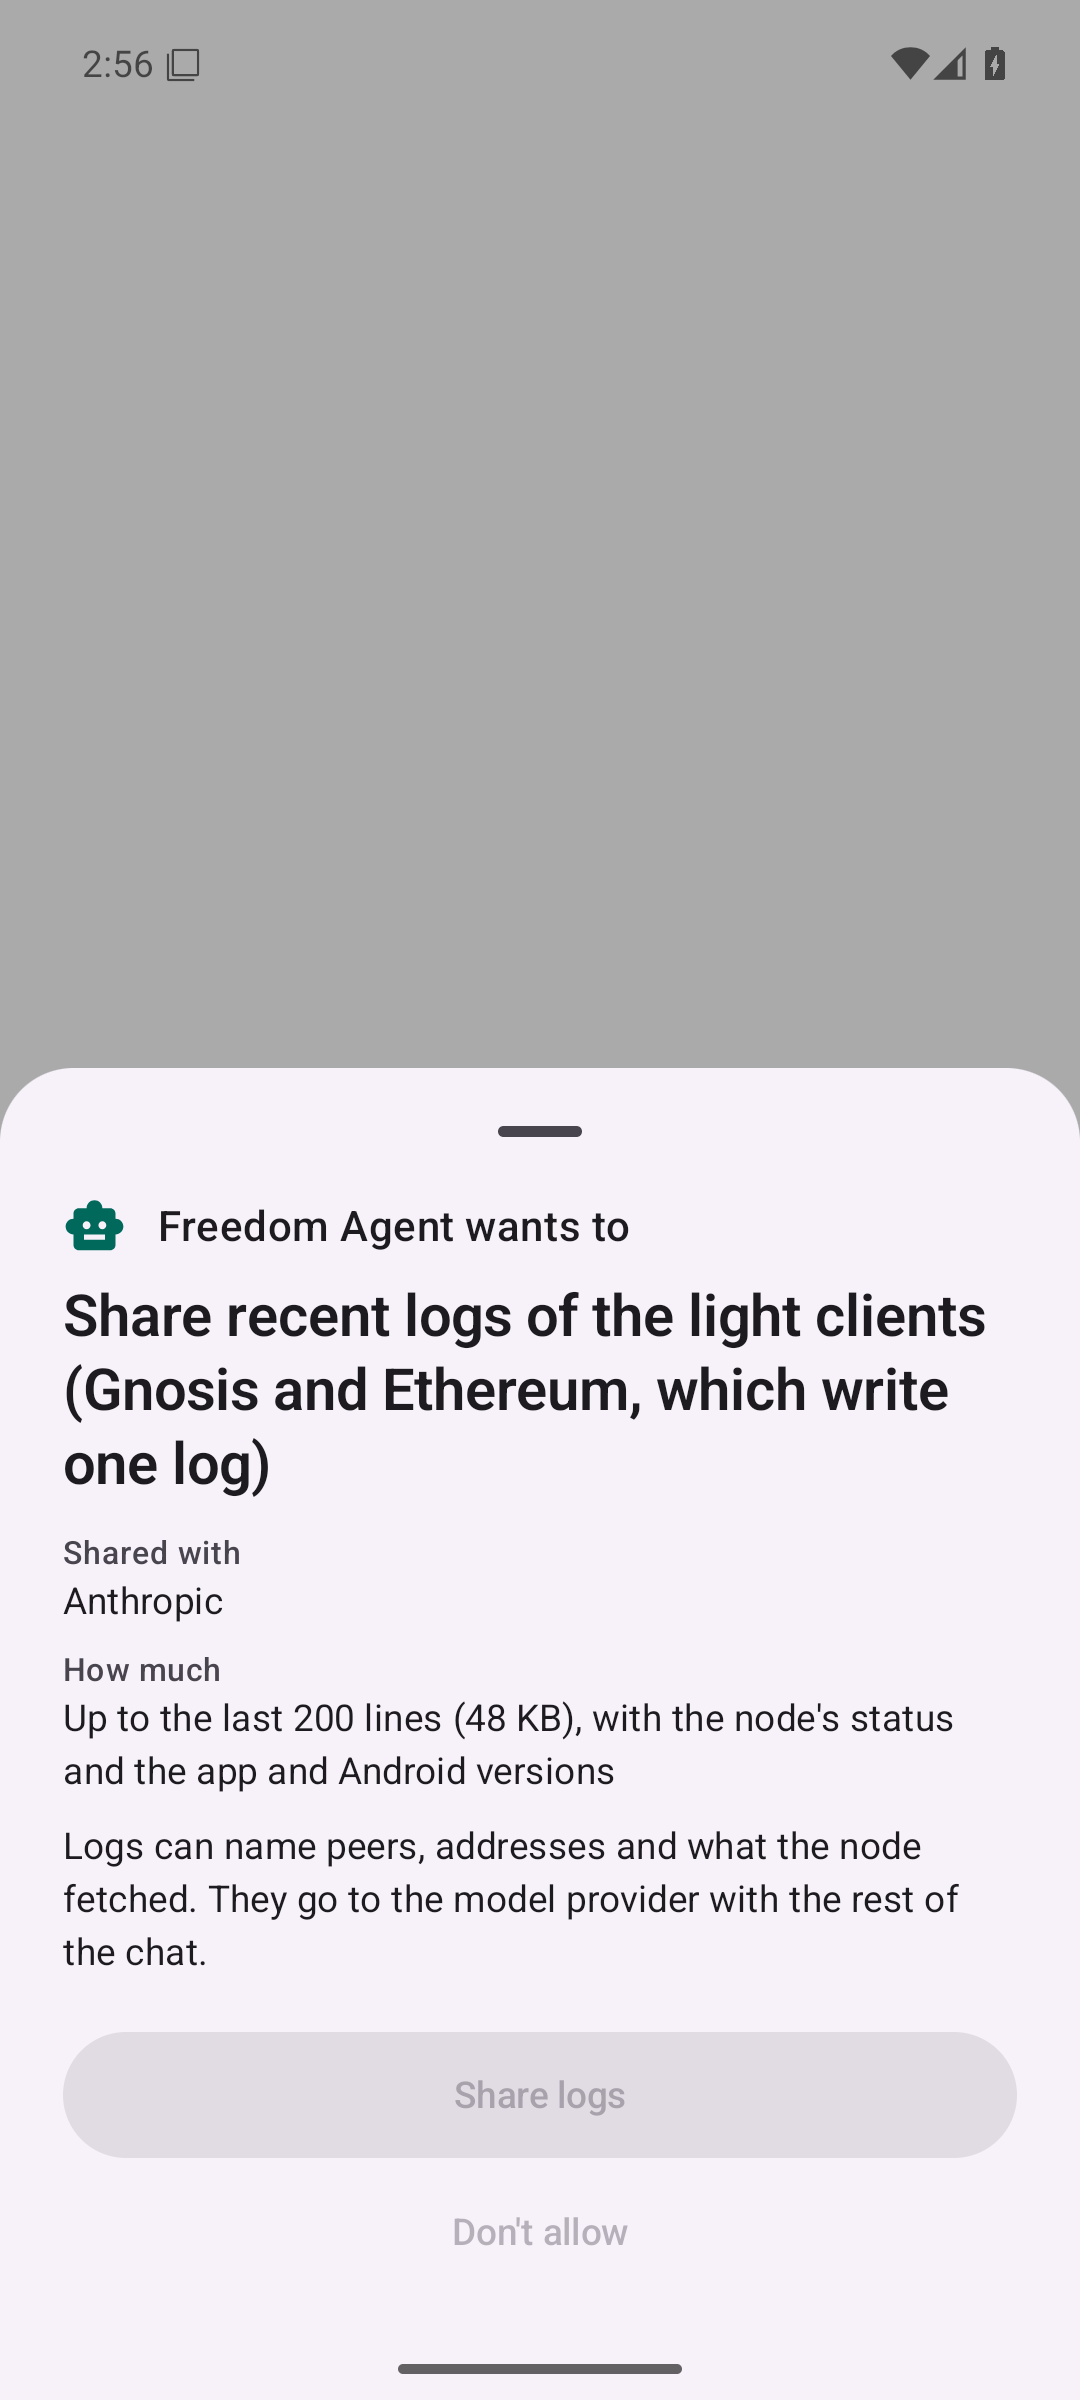 2:56
Freedom Agent wants to
Share recent logs of the light clients
(Gnosis and Ethereum, which write
one log)
Shared with
Anthropic
How much
Up to the last 200 lines (48 KB), with the node's status
and the app and Android versions
Logs can name peers, addresses and what the node
fetched. They go to the model provider with the rest of
the chat.
Share logs
Don't allow